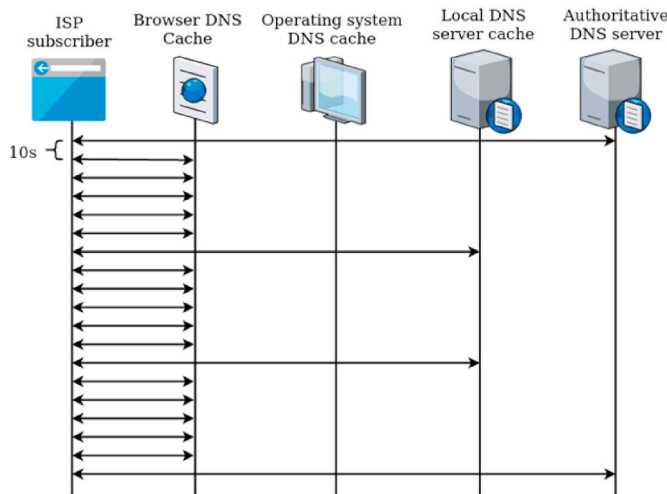 ISP
subscriber
Browser DNS
Cache
Operating system
DNS cache
Local DNS
server cache
Authoritative
DNS server
10s